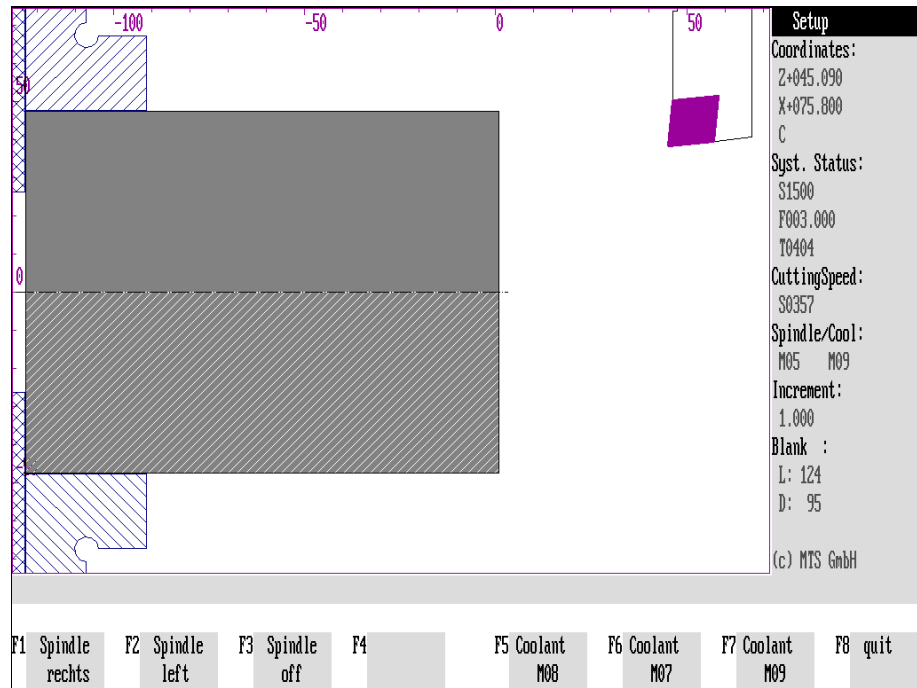 -100
-50
0
50
50
0
Setup
Coordinates:
Z+045.090
X+075.800
C
Syst. Status:
S1500
F003.000
T0404
CuttingSpeed:
S0357
Spindle/Cool:
M05 M09
Increment:
1.000
Blank :
L: 124
D: 95
(c) MTS GmbH
F1 Spindle rechts
F2 Spindle left
F3 Spindle off
F4
F5 Coolant M08
F6 Coolant M07
F7 Coolant M09
F8 quit